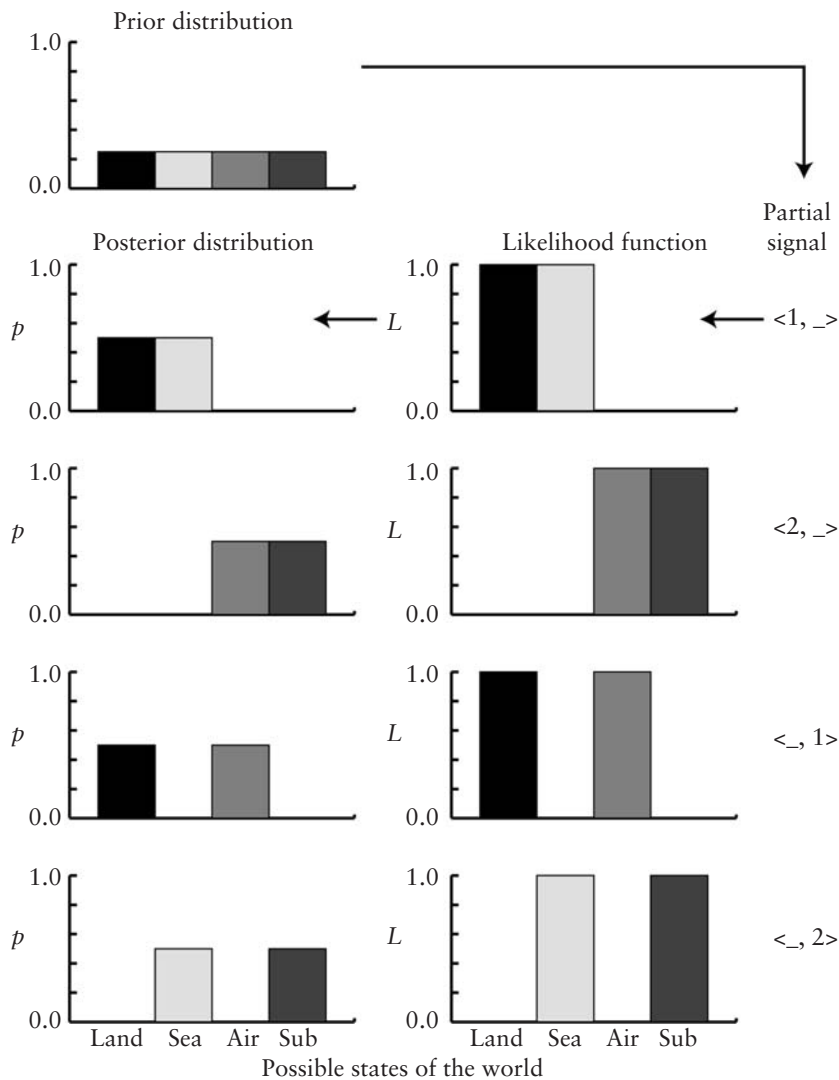 Prior distribution
1.0
0.0
Partial
signal
Posterior distribution
Likelihood function
1.0
p
0.0
1.0
L
0.0
<1, _>
1.0
p
0.0
1.0
L
0.0
<2, _>
1.0
p
0.0
1.0
L
0.0
<_, 1>
1.0
p
0.0
1.0
L
0.0
<_, 2>
Land Sea Air Sub
Land Sea Air Sub
Possible states of the world